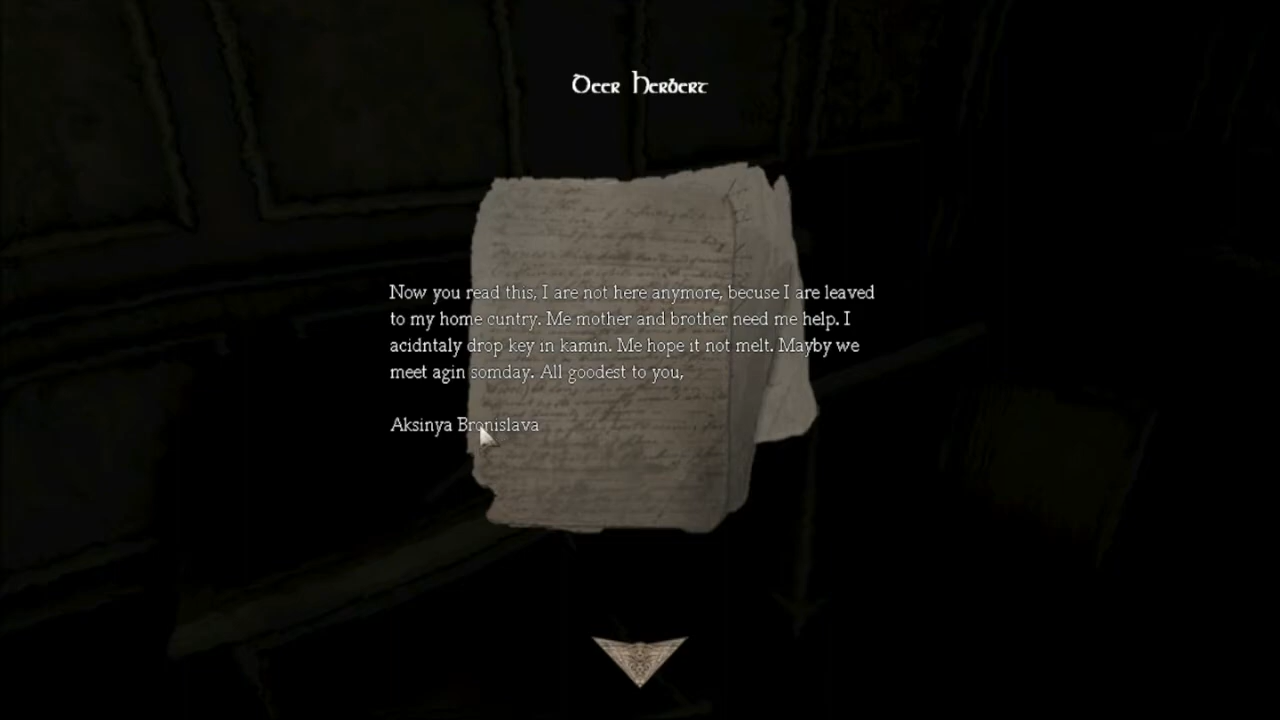 Deer Herbert
Now you read this, I are not here anymore, becuse I are leaved
to my home cuntry. Me mother and brother need me help. I
acidntaly drop key in kamin. Me hope it not melt. Mayby we
meet agin somday. All goodest to you,
Aksinya Bronislava